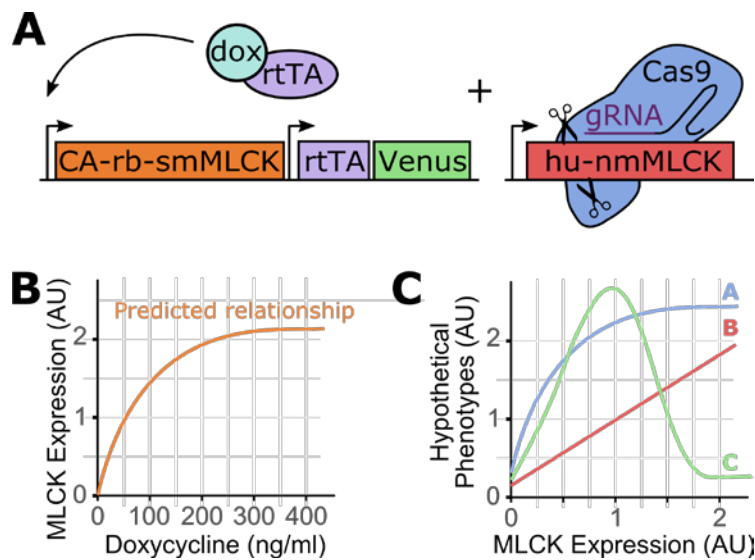 A
dox
rtTA
+
Cas9
gRNA
CA-rb-smMLCK
rtTA
Venus
hu-nmMLCK
B
MLCK Expression (AU)
Predicted relationship
2
1
0
0 100 200 300 400
Doxycycline (ng/ml)
C
Hypothetical
Phenotypes (AU)
A
B
C
2
1
0
0 1 2
MLCK Expression (AU)